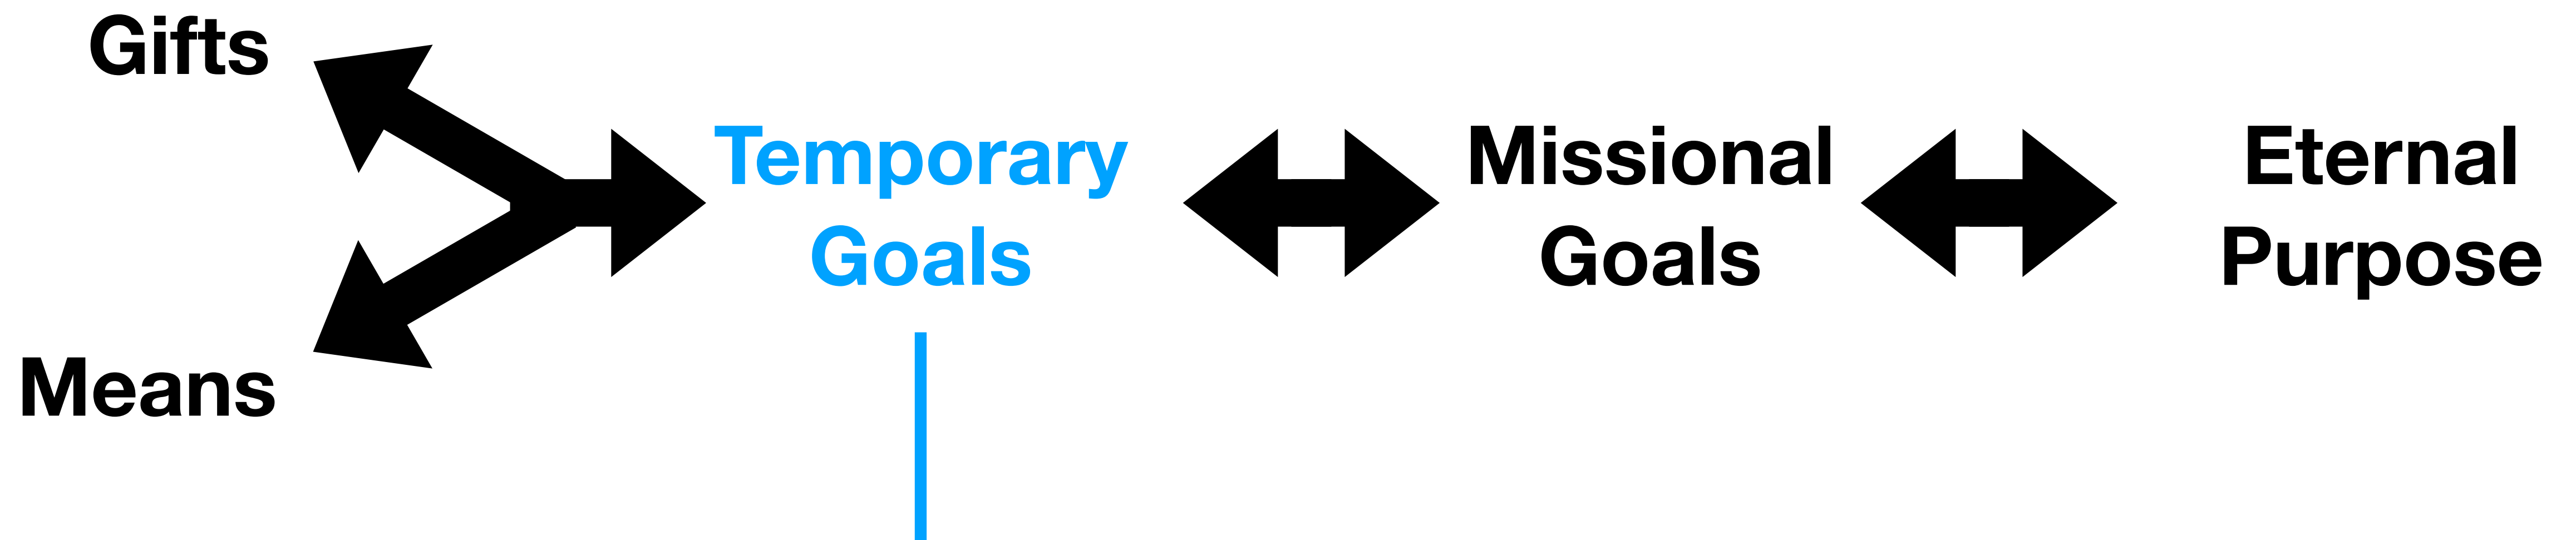 Gifts
Means
Temporary
Goals
Missional
Goals
Eternal
Purpose